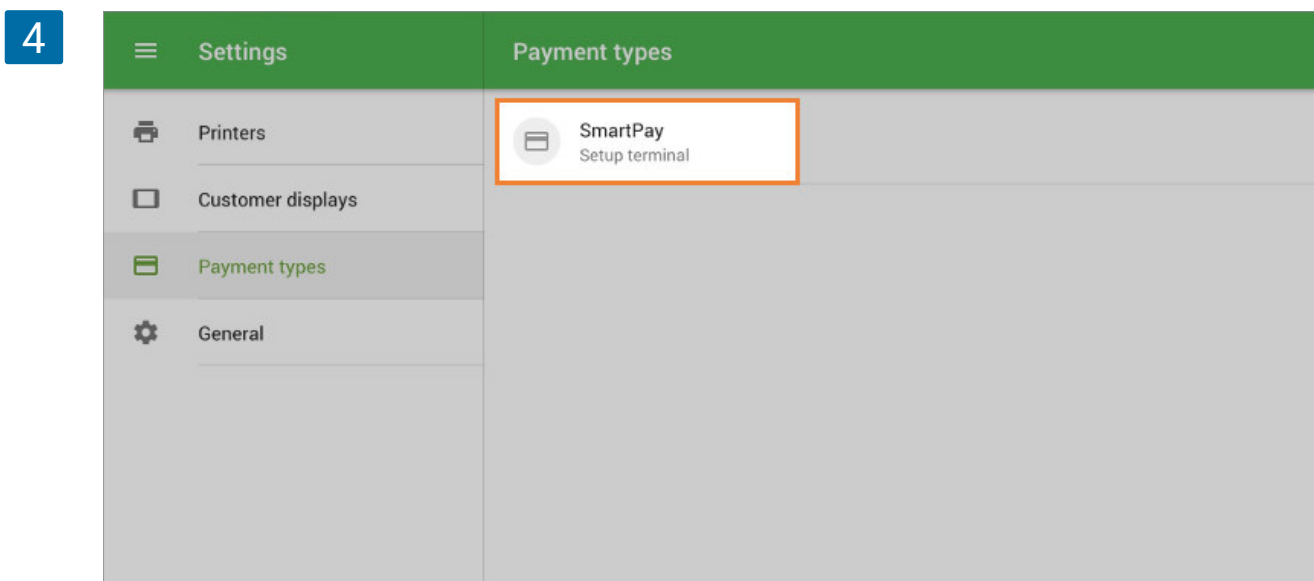 4
Settings
Payment types
Printers
SmartPay
Setup terminal
Customer displays
Payment types
General